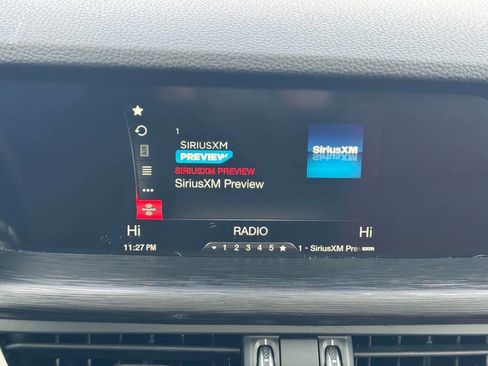 1
SIRIUSXM
PREVIEW
SIRIUSXM PREVIEW
SiriusXM Preview
SiriusXM
Hi
RADIO
Hi
11:27 PM
1 2 3 4 5
1 - SiriusXM Pre
sxm